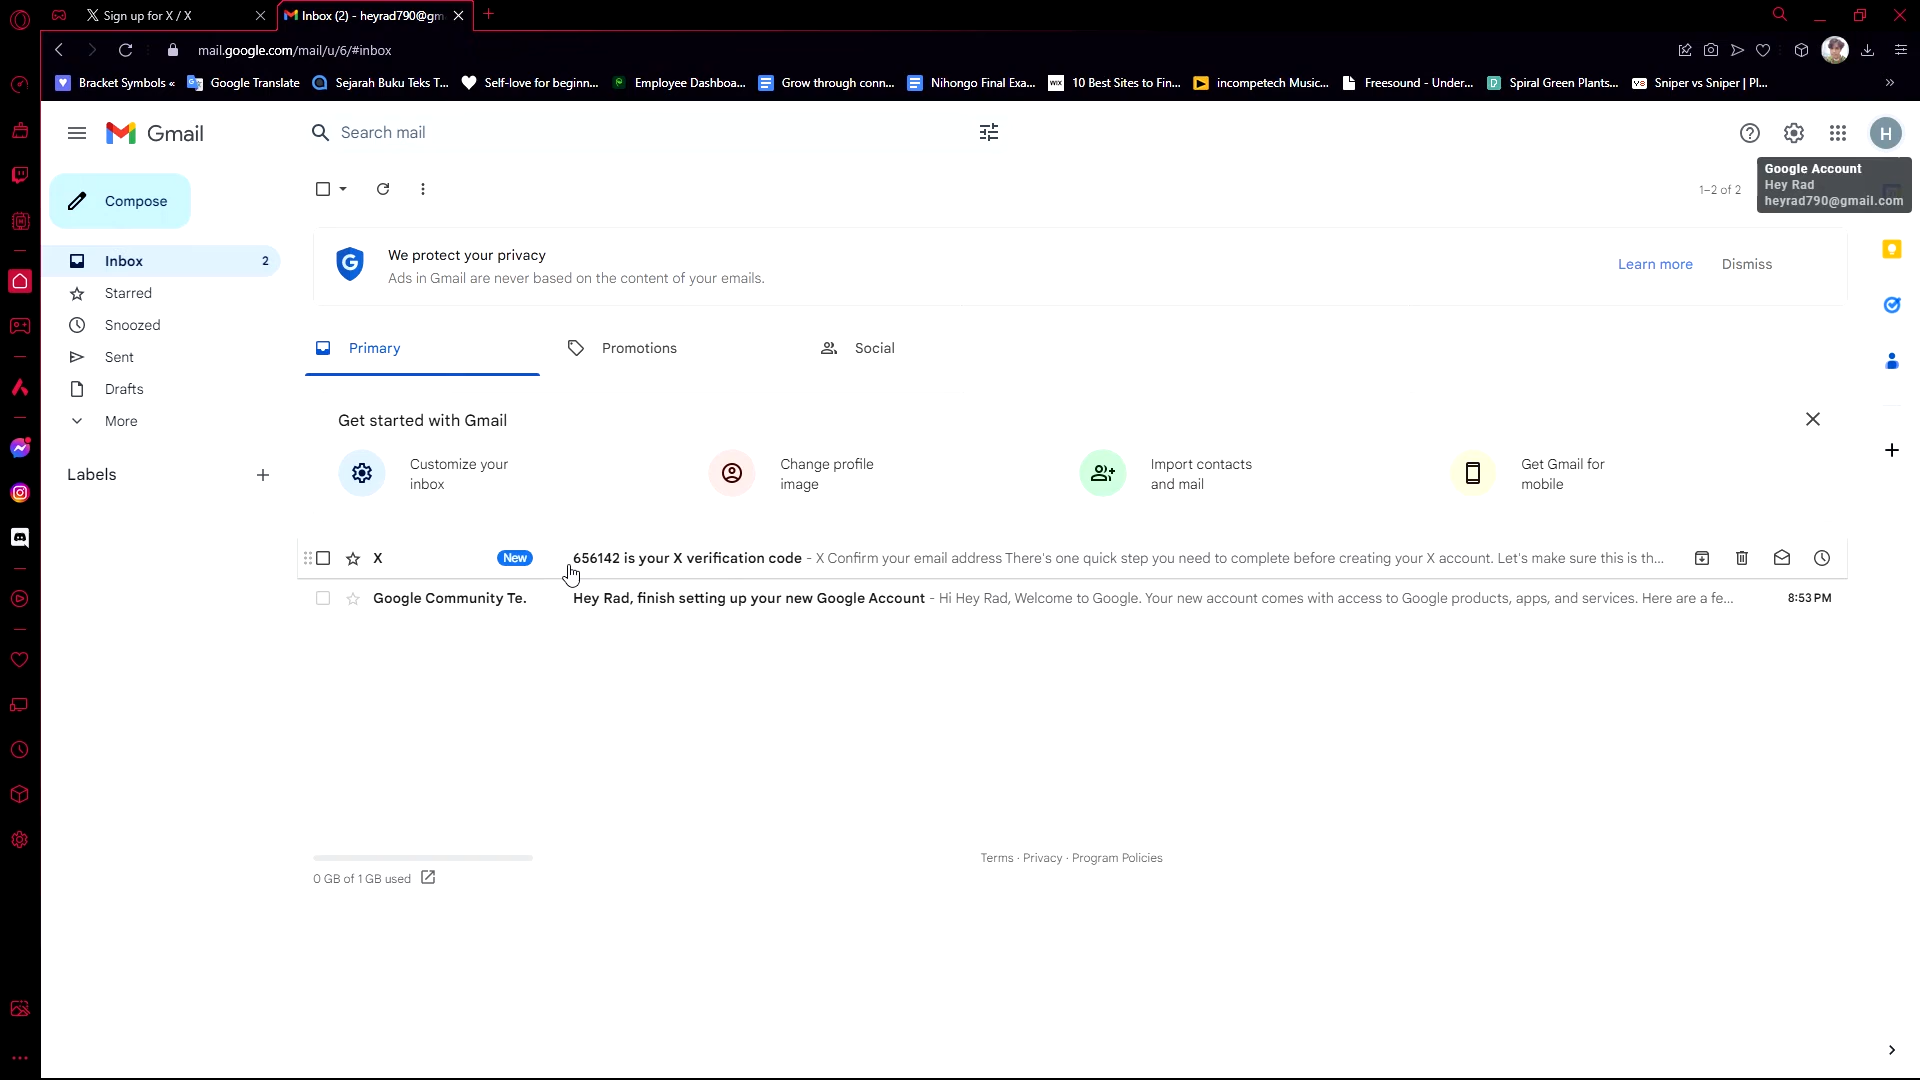 Sign up for X / X
Inbox (2) - heyrad790@gm
mail.google.com/mail/u/6/#inbox
Bracket Symbols «
Google Translate
Sejarah Buku Teks T...
Self-love for beginn...
Employee Dashboa...
Grow through conn...
Nihongo Final Exa...
WIX
10 Best Sites to Fin...
incompetech Music...
Freesound - Under...
Spiral Green Plants...
Sniper vs Sniper | Pl...
»
Gmail
Search mail
H
Google Account
Hey Rad
heyrad790@gmail.com
Compose
1–2 of 2
Inbox
2
Starred
Snoozed
Sent
Drafts
More
Labels
We protect your privacy
Ads in Gmail are never based on the content of your emails.
Learn more
Dismiss
Primary
Promotions
Social
Get started with Gmail
Customize your
inbox
Change profile
image
Import contacts
and mail
Get Gmail for
mobile
X
New
656142 is your X verification code - X Confirm your email address There's one quick step you need to complete before creating your X account. Let's make sure this is th...
Google Community Te.
Hey Rad, finish setting up your new Google Account - Hi Hey Rad, Welcome to Google. Your new account comes with access to Google products, apps, and services. Here are a fe...
8:53 PM
0 GB of 1 GB used
Terms · Privacy · Program Policies